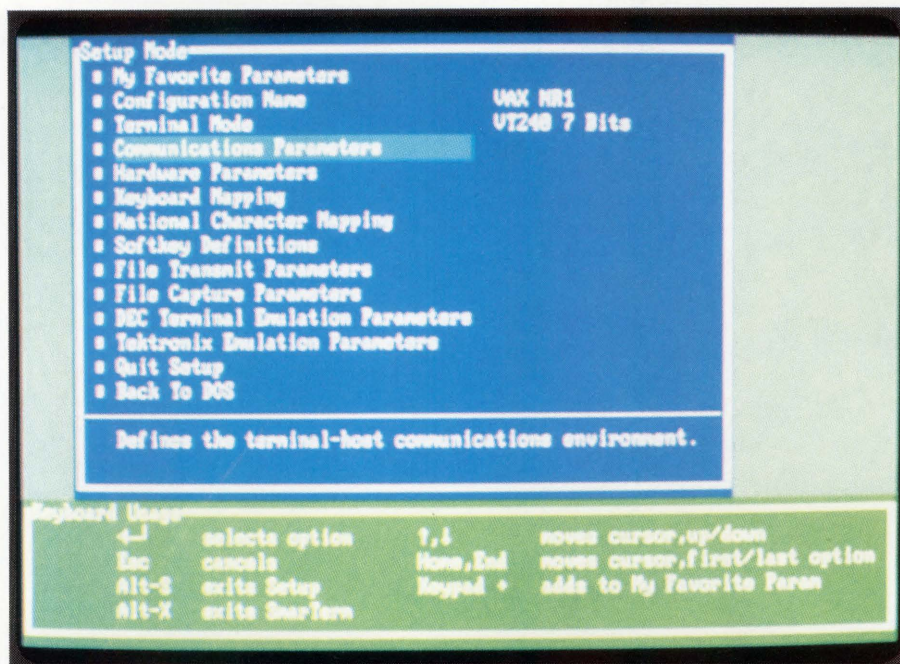 Setup Mode
My Favorite Parameters
Configuration Name VAX NR1
Terminal Mode VT240 7 Bits
Communications Parameters
Hardware Parameters
Keyboard Mapping
National Character Mapping
Softkey Definitions
File Transmit Parameters
File Capture Parameters
DEC Terminal Emulation Parameters
Tektronix Emulation Parameters
Quit Setup
Back To DOS
Defines the terminal-host communications environment.
Keyboard Usage
↵ selects option ↑,↓ moves cursor,up/down
Esc cancels Home,End moves cursor,first/last option
Alt-S exits Setup Keypad + adds to My Favorite Param
Alt-X exits SmarTerm